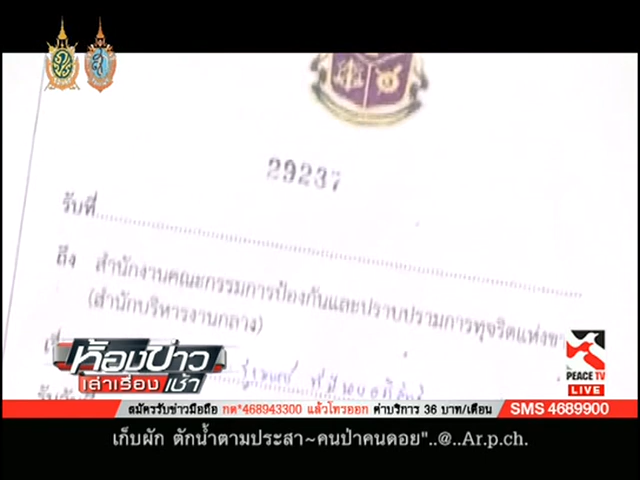 29237
รับที่
ถึง สำนักงานคณะกรรมการป้องกันและปราบปรามการทุจริตแห่งช
(สำนักบริหารงานกลาง)
ห้องข่าว
เล่าเรื่อง เช้า
PEACE TV
LIVE
สมัครรับข่าวมือถือ กด*468943300 แล้วโทรออก ค่าบริการ 36 บาท/เดือน SMS 4689900
เก็บผัก ตักน้ำตามประสา~คนป่าคนดอย"..@..Ar.p.ch.